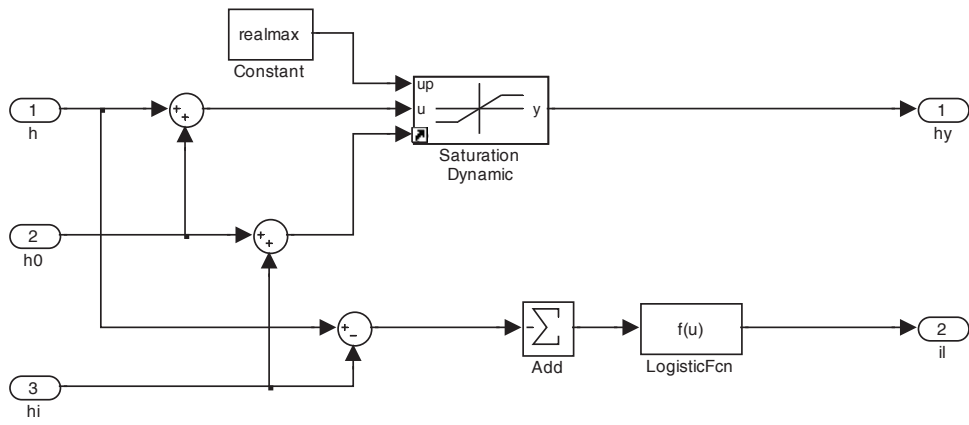 realmax
Constant
up
1
h
+
+
u
y
1
hy
Saturation
Dynamic
2
h0
+
+
+
−
−
f(u)
2
il
Add
LogisticFcn
3
hi